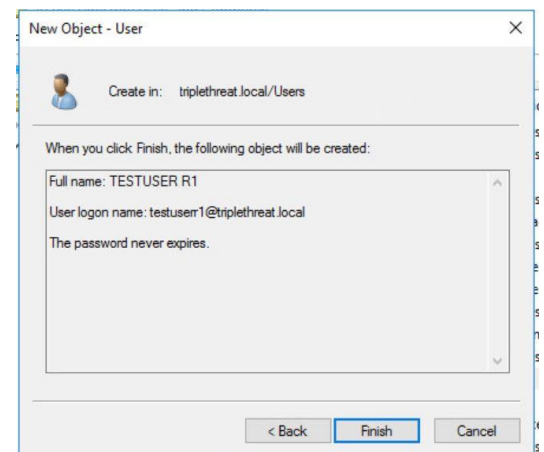 New Object - User
Create in: triplethreat.local/Users
When you click Finish, the following object will be created:
Full name: TESTUSER R1
User logon name: testuserr1@triplethreat.local
The password never expires.
< Back Finish Cancel